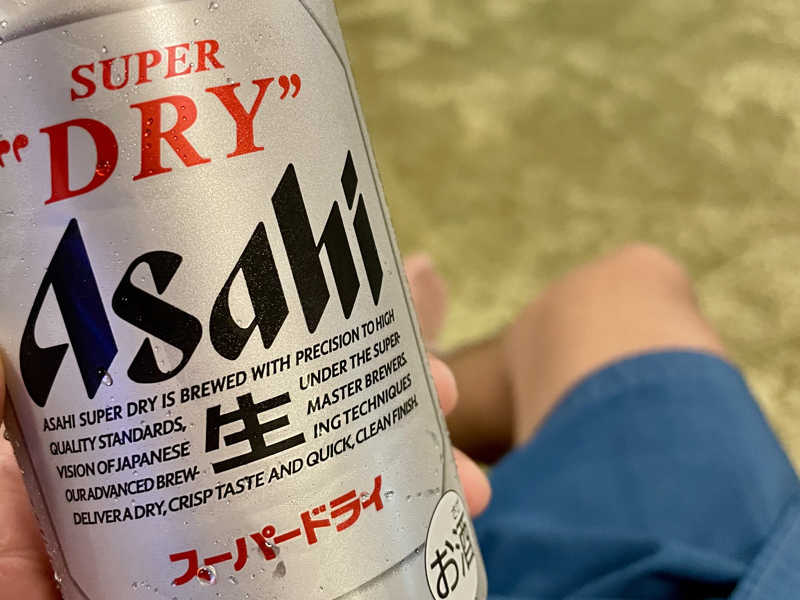 SUPER
"DRY"
Asahi
ASAHI SUPER DRY IS BREWED WITH PRECISION TO HIGH
QUALITY STANDARDS, UNDER THE SUPER-
VISION OF JAPANESE MASTER BREWERS.
OUR ADVANCED BREW- ING TECHNIQUES
DELIVER A DRY, CRISP TASTE AND QUICK, CLEAN FINISH.
生
スーパードライ
お酒